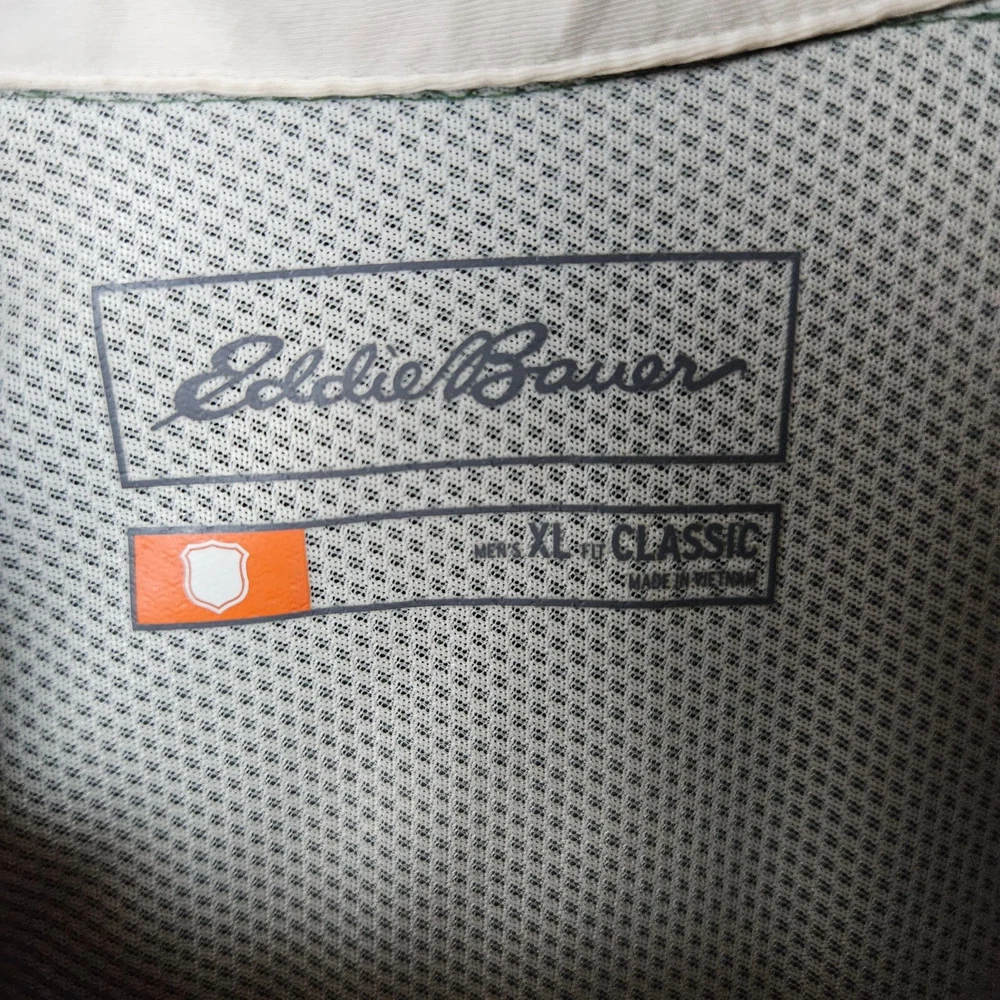 Eddie Bauer
MEN'S XL FIT CLASSIC
MADE IN VIETNAM